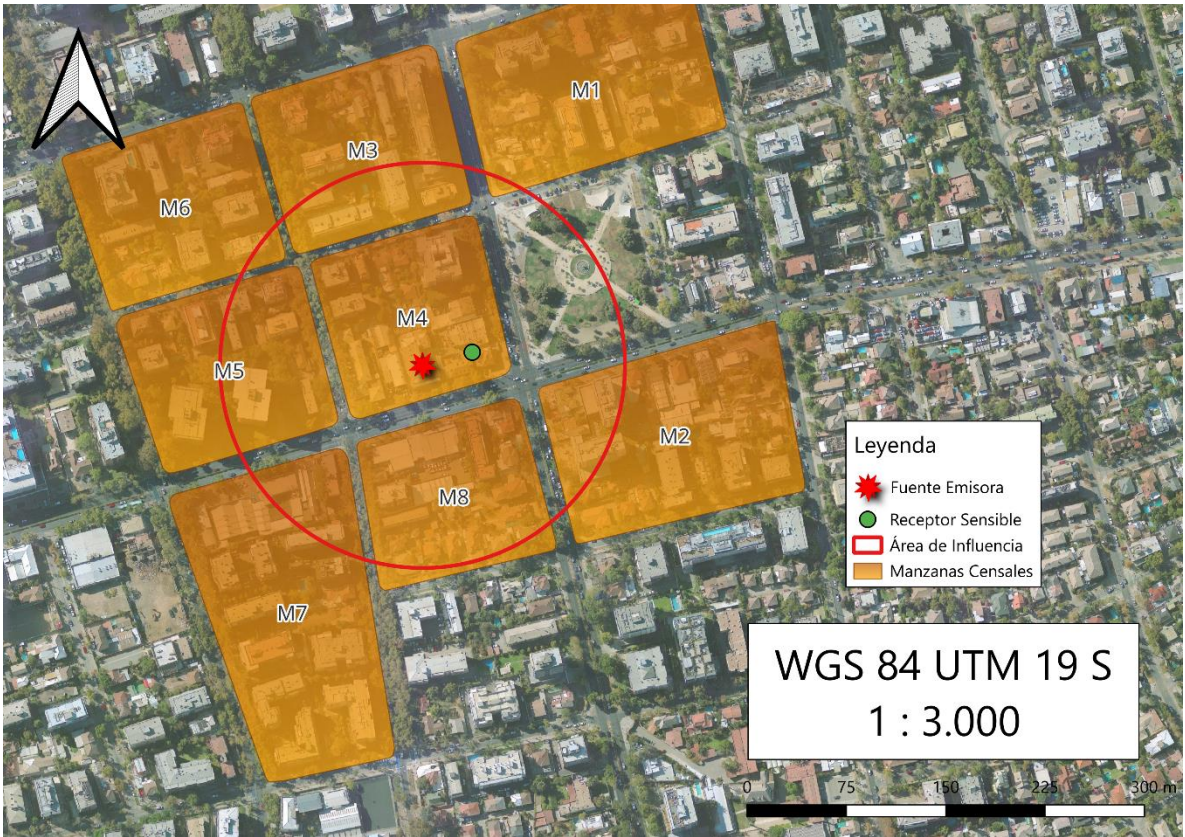 M1
M3
M6
M4
M5
M2
M8
M7
Leyenda
Fuente Emisora
Receptor Sensible
Área de Influencia
Manzanas Censales
WGS 84 UTM 19 S
1 : 3.000
0 75 150 225 300 m